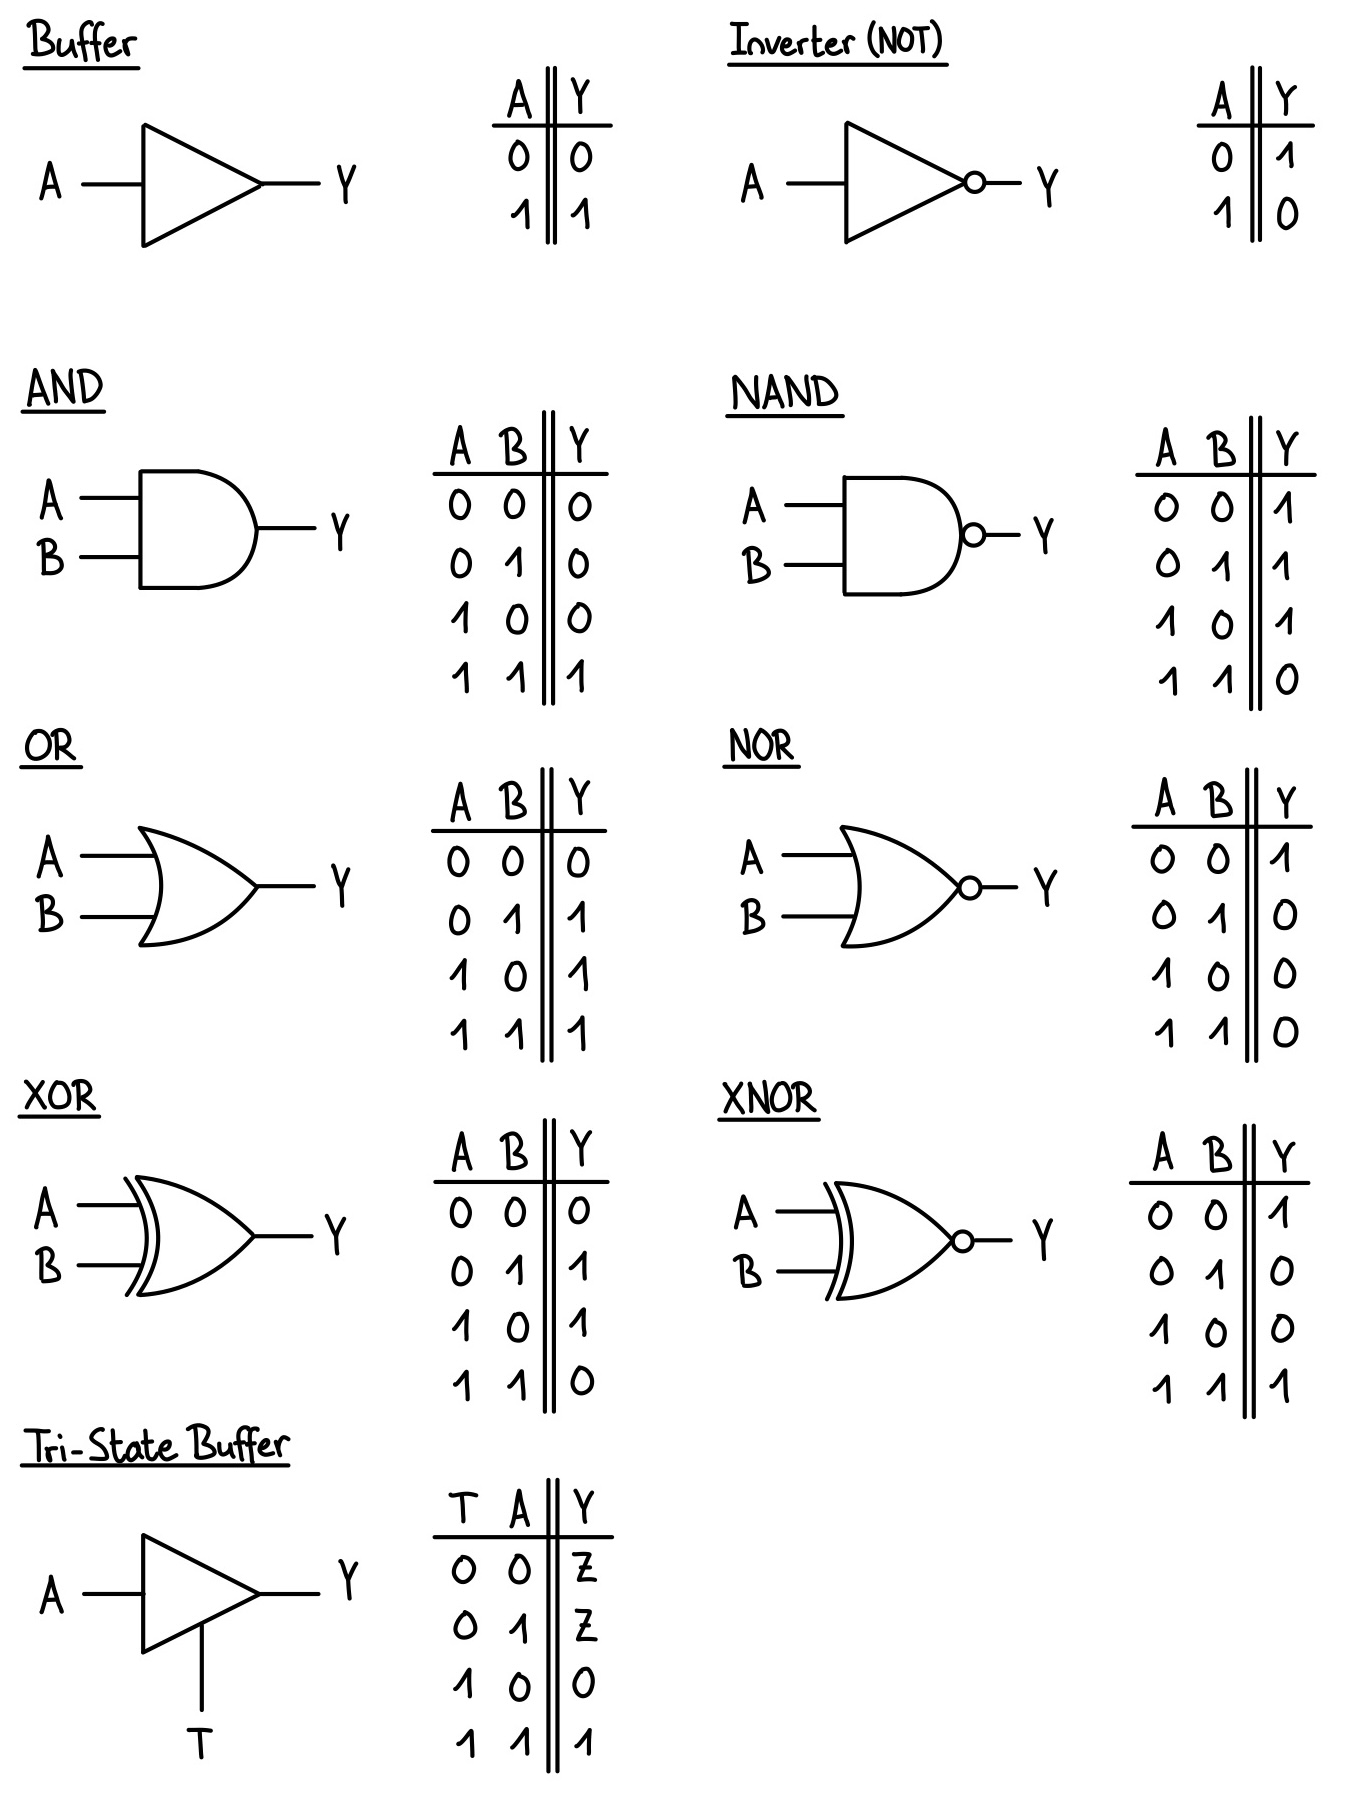 Buffer
A Y
A Y
0 0
1 1
Inverter (NOT)
A Y
A Y
0 1
1 0
AND
A
B
Y
A B Y
0 0 0
0 1 0
1 0 0
1 1 1
NAND
A
B
Y
A B Y
0 0 1
0 1 1
1 0 1
1 1 0
OR
A
B
Y
A B Y
0 0 0
0 1 1
1 0 1
1 1 1
NOR
A
B
Y
A B Y
0 0 1
0 1 0
1 0 0
1 1 0
XOR
A
B
Y
A B Y
0 0 0
0 1 1
1 0 1
1 1 0
XNOR
A
B
Y
A B Y
0 0 1
0 1 0
1 0 0
1 1 1
Tri-State Buffer
A Y
T
T A Y
0 0 Z
0 1 Z
1 0 0
1 1 1